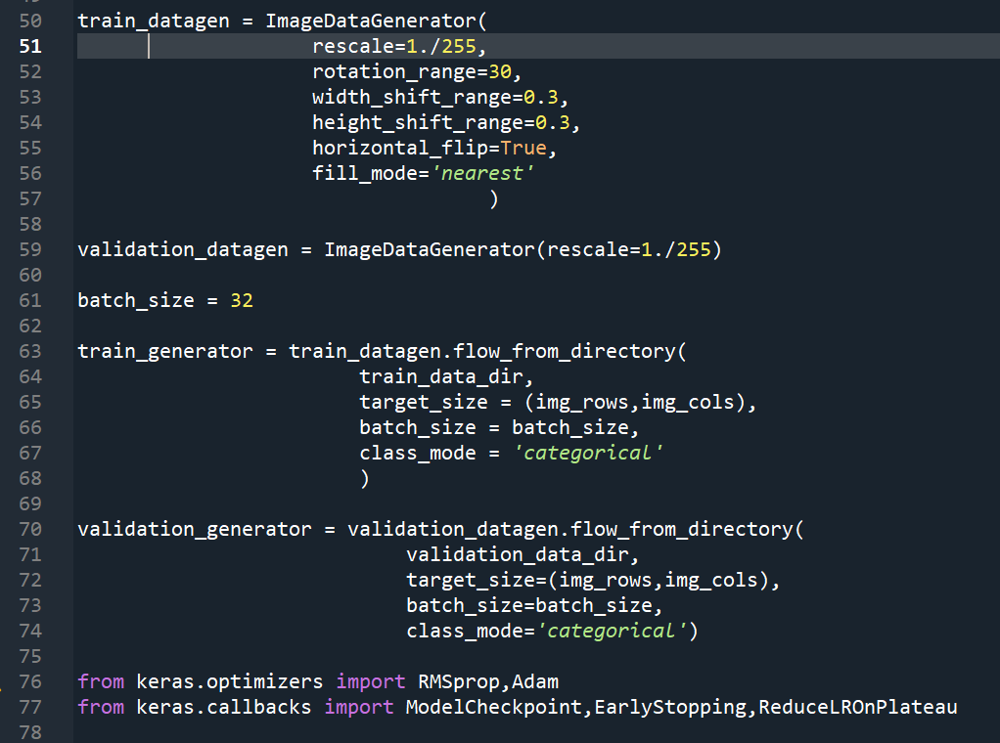 50 train_datagen = ImageDataGenerator(
51 rescale=1./255,
52 rotation_range=30,
53 width_shift_range=0.3,
54 height_shift_range=0.3,
55 horizontal_flip=True,
56 fill_mode='nearest'
57 )
58
59 validation_datagen = ImageDataGenerator(rescale=1./255)
60
61 batch_size = 32
62
63 train_generator = train_datagen.flow_from_directory(
64 train_data_dir,
65 target_size = (img_rows,img_cols),
66 batch_size = batch_size,
67 class_mode = 'categorical'
68 )
69
70 validation_generator = validation_datagen.flow_from_directory(
71 validation_data_dir,
72 target_size=(img_rows,img_cols),
73 batch_size=batch_size,
74 class_mode='categorical')
75
76 from keras.optimizers import RMSprop,Adam
77 from keras.callbacks import ModelCheckpoint,EarlyStopping,ReduceLROnPlateau
78